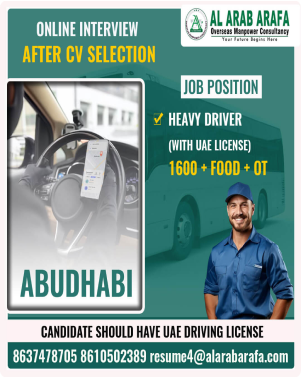 AL ARAB ARAFA
Overseas Manpower Consultancy
Your Future Begins Here
ONLINE INTERVIEW
AFTER CV SELECTION
JOB POSITION
HEAVY DRIVER
(WITH UAE LICENSE)
1600 + FOOD + OT
ABUDHABI
CANDIDATE SHOULD HAVE UAE DRIVING LICENSE
8637478705 8610502389 resume4@alarabarafa.com